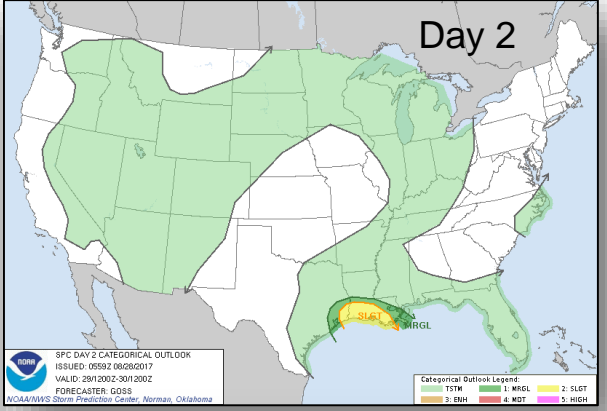 Day 2
SLGT
MRGL
NOAA
SPC DAY 2 CATEGORICAL OUTLOOK
ISSUED: 0559Z 08/28/2017
VALID: 29/1200Z-30/1200Z
FORECASTER: GOSS
NOAA/NWS Storm Prediction Center, Norman, Oklahoma
Categorical Outlook Legend:
TSTM 1: MRGL 2: SLGT
3: ENH 4: MDT 5: HIGH